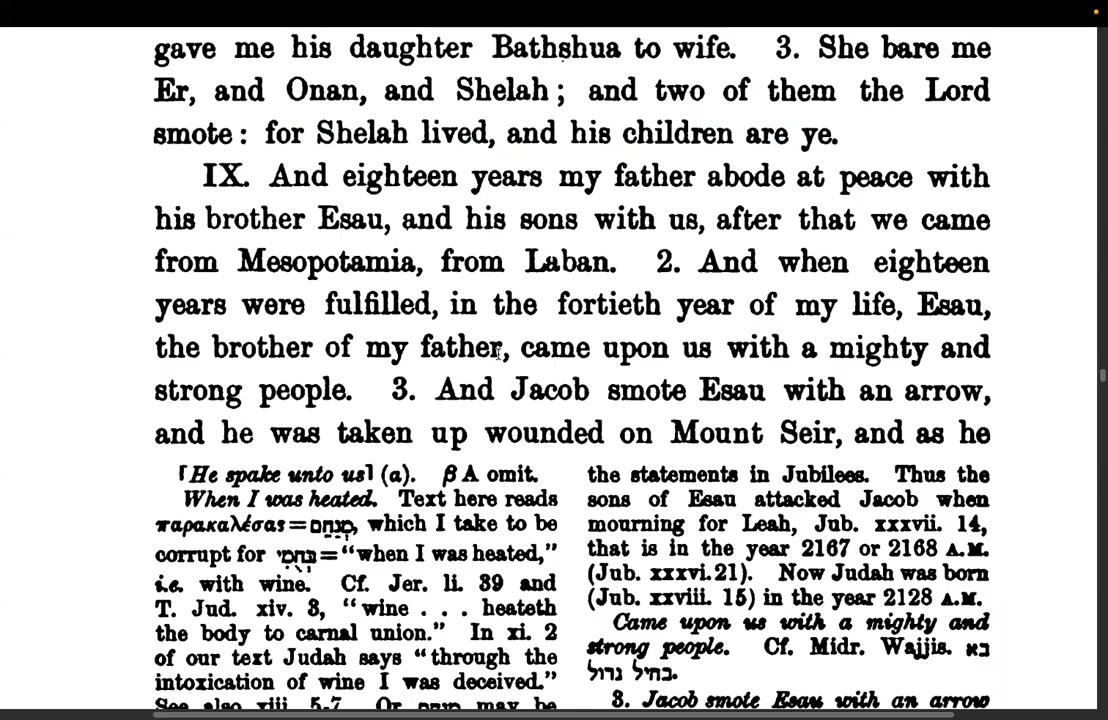 gave me his daughter Bathshua to wife. 3. She bare me
Er, and Onan, and Shelah; and two of them the Lord
smote: for Shelah lived, and his children are ye.
IX. And eighteen years my father abode at peace with
his brother Esau, and his sons with us, after that we came
from Mesopotamia, from Laban. 2. And when eighteen
years were fulfilled, in the fortieth year of my life, Esau,
the brother of my father, came upon us with a mighty and
strong people. 3. And Jacob smote Esau with an arrow,
and he was taken up wounded on Mount Seir, and as he
⌈He spake unto us⌉ (a). β A omit.
When I was heated. Text here reads
παρακαλέσας = מְנַחֵם, which I take to be
corrupt for = "when I was heated,"
i.e. with wine. Cf. Jer. li. 39 and
T. Jud. xiv. 3, "wine . . . heateth
the body to carnal union." In xi. 2
of our text Judah says "through the
intoxication of wine I was deceived."
See also viii 5-7. Or may be
the statements in Jubilees. Thus the
sons of Esau attacked Jacob when
mourning for Leah, Jub. xxxvii. 14,
that is in the year 2167 or 2168 A.M.
(Jub. xxxvi. 21). Now Judah was born
(Jub. xxviii. 15) in the year 2128 A.M.
Came upon us with a mighty and
strong people. Cf. Midr. Wajjis. בא
בחיל גדול.
3. Jacob smote Esau with an arrow